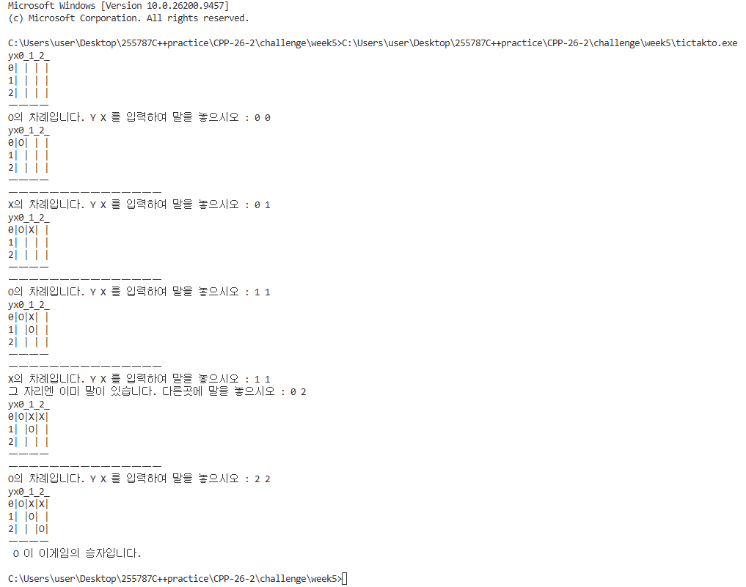 Microsoft Windows [Version 10.0.26200.9457]
(c) Microsoft Corporation. All rights reserved.
C:\Users\user\Desktop\255787C++practice\CPP-26-2\challenge\week5>C:\Users\user\Desktop\255787C++practice\CPP-26-2\challenge\week5\tictakto.exe
yx0_1_2_
0| | | |
1| | | |
2| | | |
ㅡㅡㅡㅡ
O의 차례입니다. Y X 를 입력하여 말을 놓으시오 : 0 0
yx0_1_2_
0|O| | |
1| | | |
2| | | |
ㅡㅡㅡㅡ
ㅡㅡㅡㅡㅡㅡㅡㅡㅡㅡㅡㅡㅡㅡㅡ
X의 차례입니다. Y X 를 입력하여 말을 놓으시오 : 0 1
yx0_1_2_
0|O|X| |
1| | | |
2| | | |
ㅡㅡㅡㅡ
ㅡㅡㅡㅡㅡㅡㅡㅡㅡㅡㅡㅡㅡㅡㅡ
O의 차례입니다. Y X 를 입력하여 말을 놓으시오 : 1 1
yx0_1_2_
0|O|X| |
1| |O| |
2| | | |
ㅡㅡㅡㅡ
ㅡㅡㅡㅡㅡㅡㅡㅡㅡㅡㅡㅡㅡㅡㅡ
X의 차례입니다. Y X 를 입력하여 말을 놓으시오 : 1 1
그 자리엔 이미 말이 있습니다. 다른곳에 말을 놓으시오 : 0 2
yx0_1_2_
0|O|X|X|
1| |O| |
2| | | |
ㅡㅡㅡㅡ
ㅡㅡㅡㅡㅡㅡㅡㅡㅡㅡㅡㅡㅡㅡㅡ
O의 차례입니다. Y X 를 입력하여 말을 놓으시오 : 2 2
yx0_1_2_
0|O|X|X|
1| |O| |
2| | |O|
ㅡㅡㅡㅡ
O 이 이게임의 승자입니다.
C:\Users\user\Desktop\255787C++practice\CPP-26-2\challenge\week5>